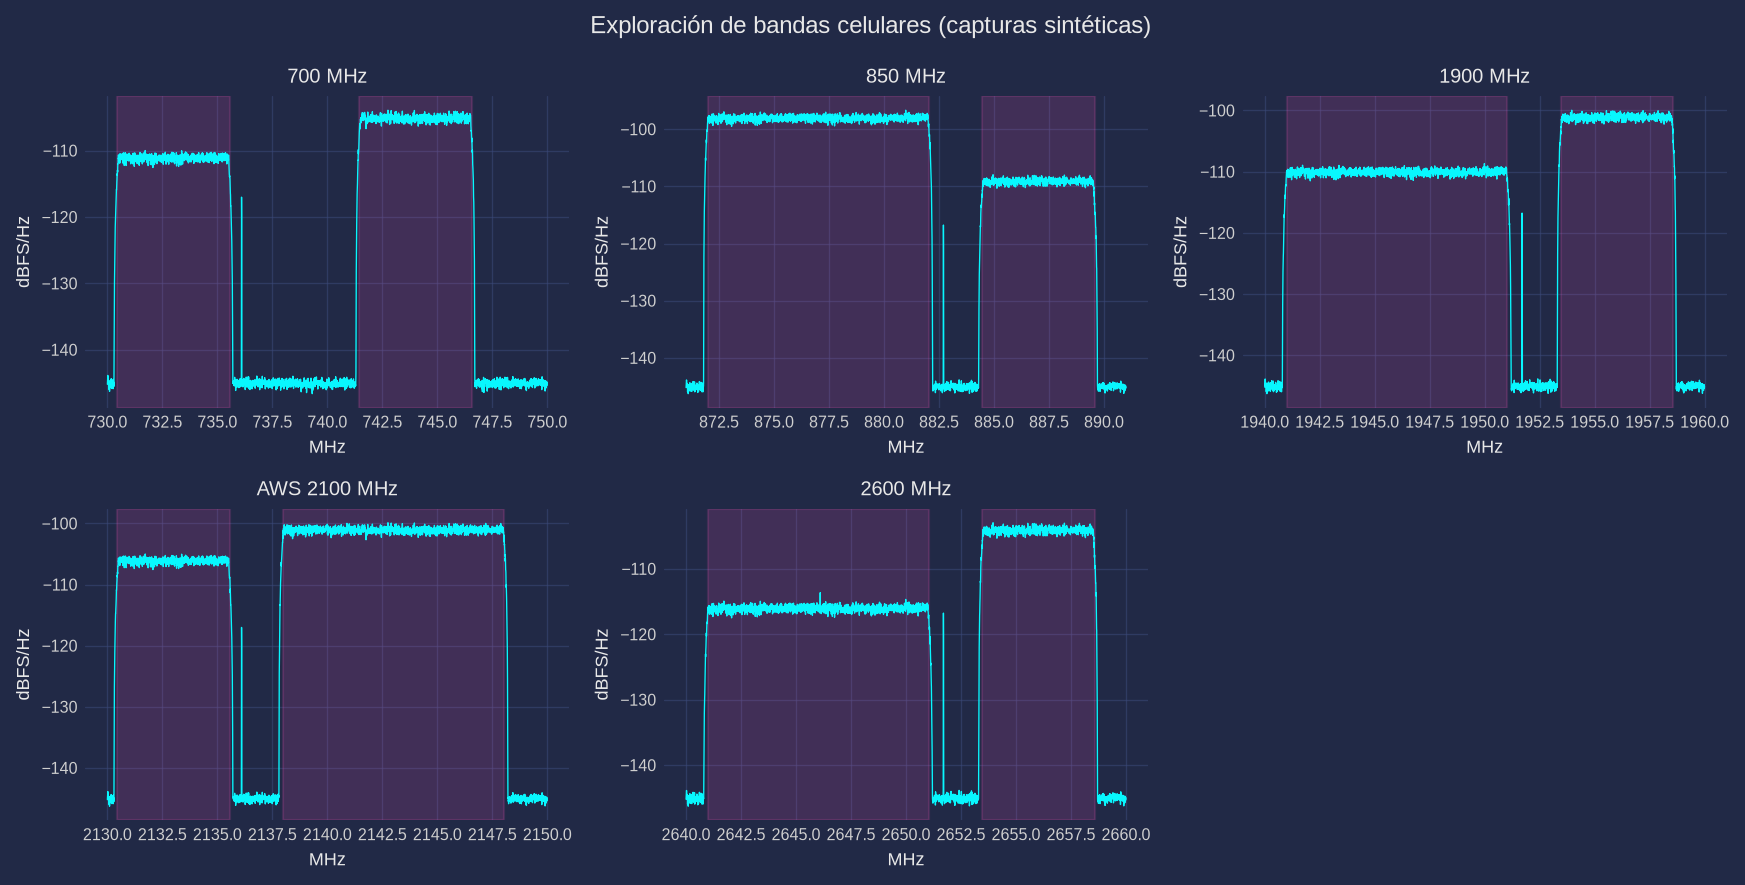 Exploración de bandas celulares (capturas sintéticas)
700 MHz
dBFS/Hz
−110
−120
−130
−140
730.0 732.5 735.0 737.5 740.0 742.5 745.0 747.5 750.0
MHz
850 MHz
dBFS/Hz
−100
−110
−120
−130
−140
872.5 875.0 877.5 880.0 882.5 885.0 887.5 890.0
MHz
1900 MHz
dBFS/Hz
−100
−110
−120
−130
−140
1940.0 1942.5 1945.0 1947.5 1950.0 1952.5 1955.0 1957.5 1960.0
MHz
AWS 2100 MHz
dBFS/Hz
−100
−110
−120
−130
−140
2130.0 2132.5 2135.0 2137.5 2140.0 2142.5 2145.0 2147.5 2150.0
MHz
2600 MHz
dBFS/Hz
−110
−120
−130
−140
2640.0 2642.5 2645.0 2647.5 2650.0 2652.5 2655.0 2657.5 2660.0
MHz